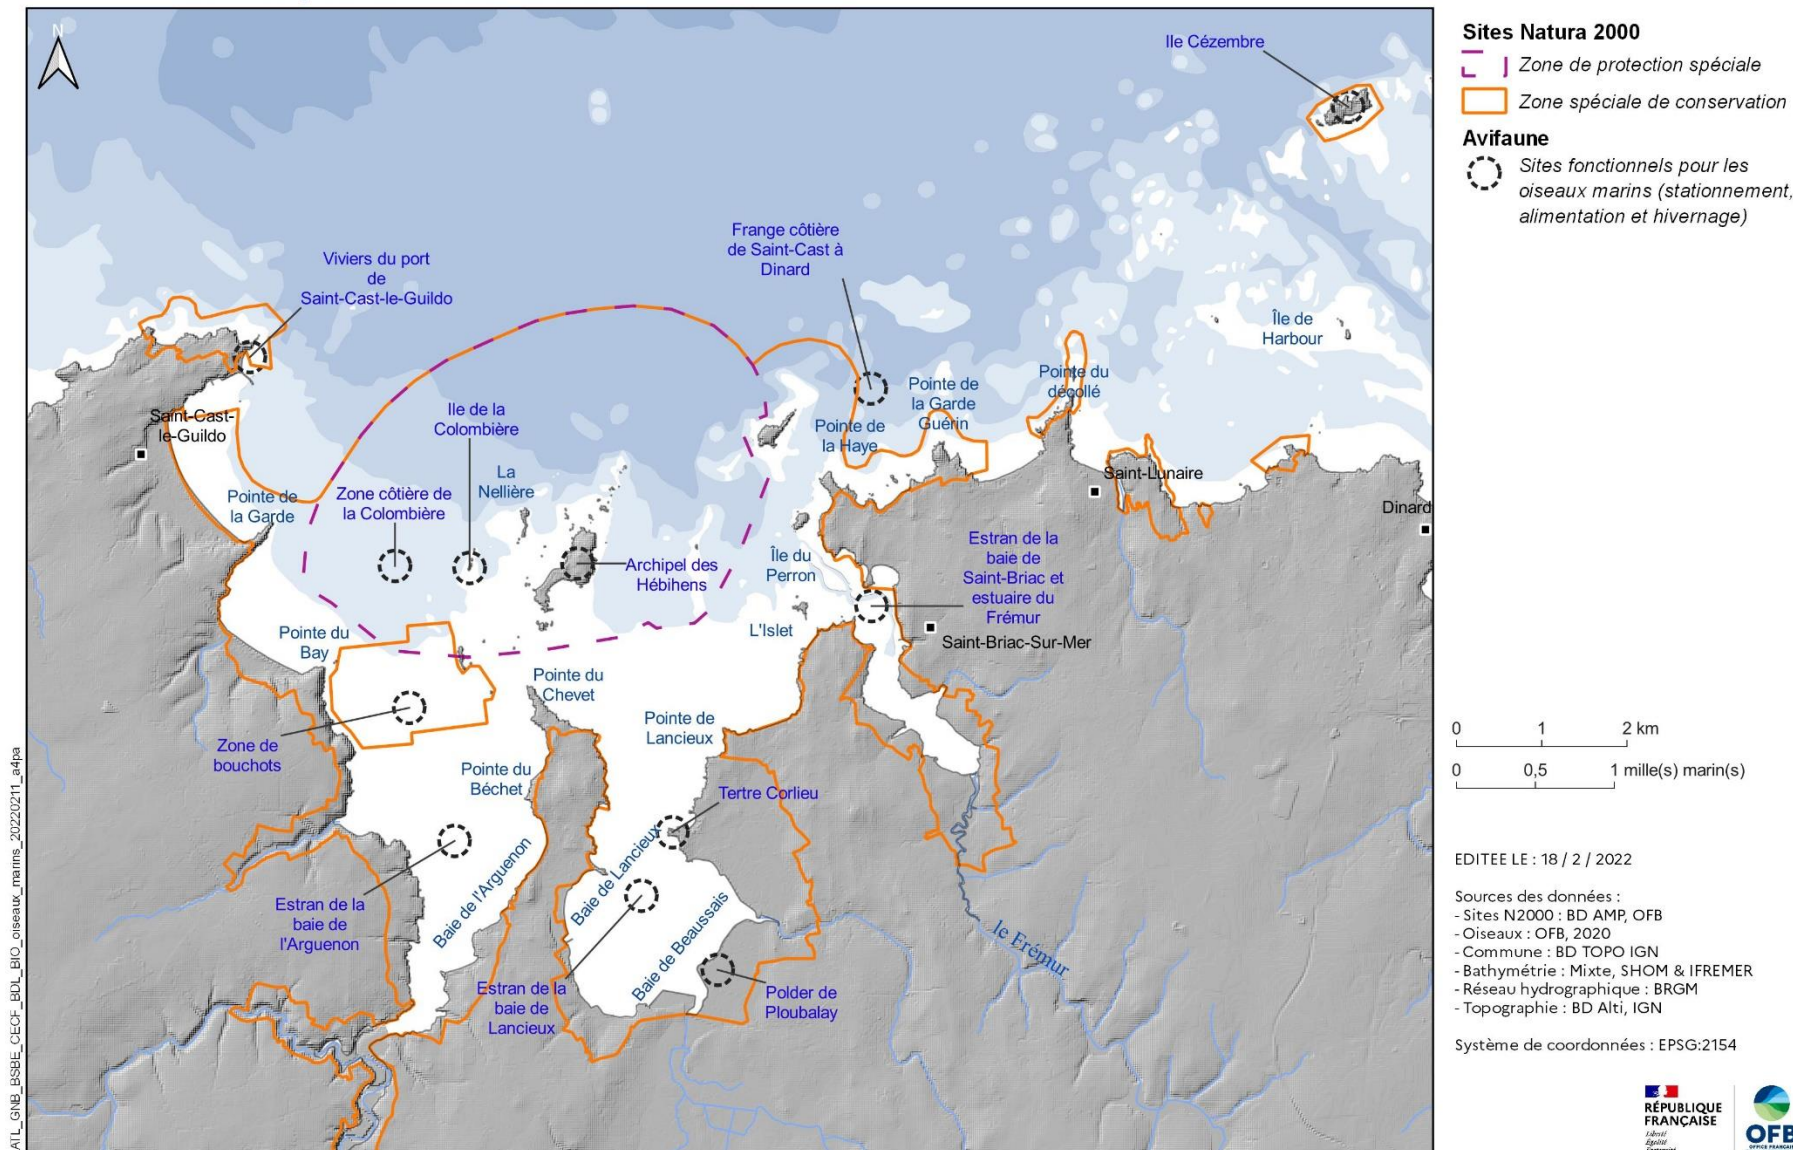 N
Ile Cézembre
Frange côtière
de Saint-Cast à
Dinard
Viviers du port
de
Saint-Cast-le-Guildo
Île de
Harbour
Pointe du
décollé
Pointe de
la Garde
Guérin
Pointe de
la Haye
Saint-Cast-
le-Guildo
Ile de la
Colombière
La
Nellière
Zone côtière de
la Colombière
Pointe de
la Garde
Saint-Lunaire
Dinard
Archipel des
Hébihens
Île du
Perron
Estran de la
baie de
Saint-Briac et
estuaire du
Frémur
L'Islet
Saint-Briac-Sur-Mer
Pointe du
Bay
Pointe du
Chevet
Pointe de
Lancieux
Zone de
bouchots
Pointe du
Béchet
Tertre Corlieu
Baie de l'Arguenon
Baie de Lancieux
Baie de Beaussais
le Frémur
Estran de la
baie de
l'Arguenon
Estran de la
baie de
Lancieux
Polder de
Ploubalay
ATL_GNB_BSBE_CECF_BDL_BIO_oiseaux_marins_20220211_a4pa
Sites Natura 2000
Zone de protection spéciale
Zone spéciale de conservation
Avifaune
Sites fonctionnels pour les
oiseaux marins (stationnement,
alimentation et hivernage)
0 1 2 km
0 0,5 1 mille(s) marin(s)
EDITEE LE : 18 / 2 / 2022
Sources des données :
- Sites N2000 : BD AMP, OFB
- Oiseaux : OFB, 2020
- Commune : BD TOPO IGN
- Bathymétrie : Mixte, SHOM & IFREMER
- Réseau hydrographique : BRGM
- Topographie : BD Alti, IGN
Système de coordonnées : EPSG:2154
RÉPUBLIQUE
FRANÇAISE
Liberté
Égalité
Fraternité
OFB